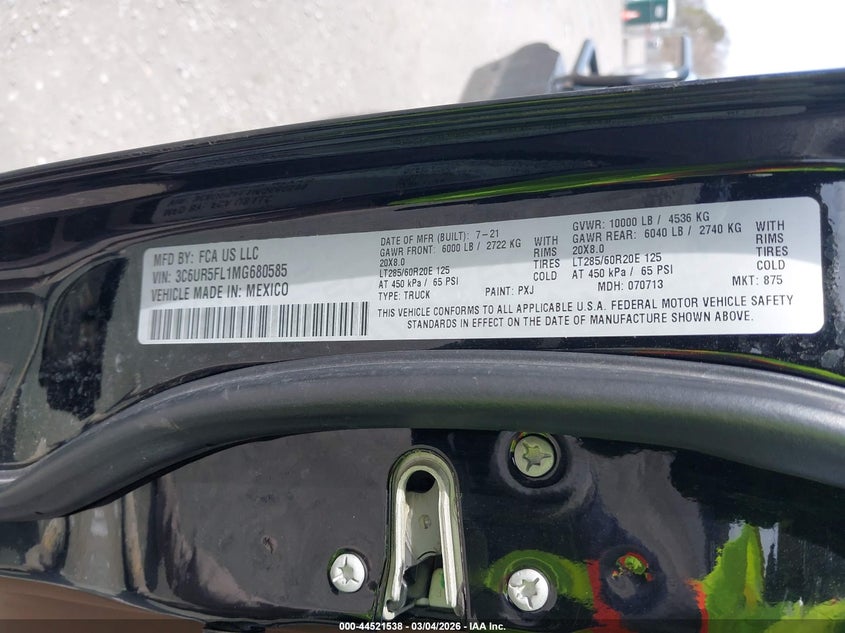 MFD BY: FCA US LLC
VIN: 3C6UR5FL1MG680585
VEHICLE MADE IN: MEXICO
DATE OF MFR (BUILT): 7-21
GAWR FRONT: 6000 LB / 2722 KG WITH
20X8.0 RIMS
LT285/60R20E 125 TIRES
AT 450 kPa / 65 PSI COLD
TYPE: TRUCK PAINT: PXJ
GVWR: 10000 LB / 4536 KG
GAWR REAR: 6040 LB / 2740 KG WITH
20X8.0 RIMS
LT285/60R20E 125 TIRES
AT 450 kPa / 65 PSI COLD
MDH: 070713 MKT: 875
THIS VEHICLE CONFORMS TO ALL APPLICABLE U.S.A. FEDERAL MOTOR VEHICLE SAFETY
STANDARDS IN EFFECT ON THE DATE OF MANUFACTURE SHOWN ABOVE.
000-44521538 - 03/04/2026 - IAA Inc.